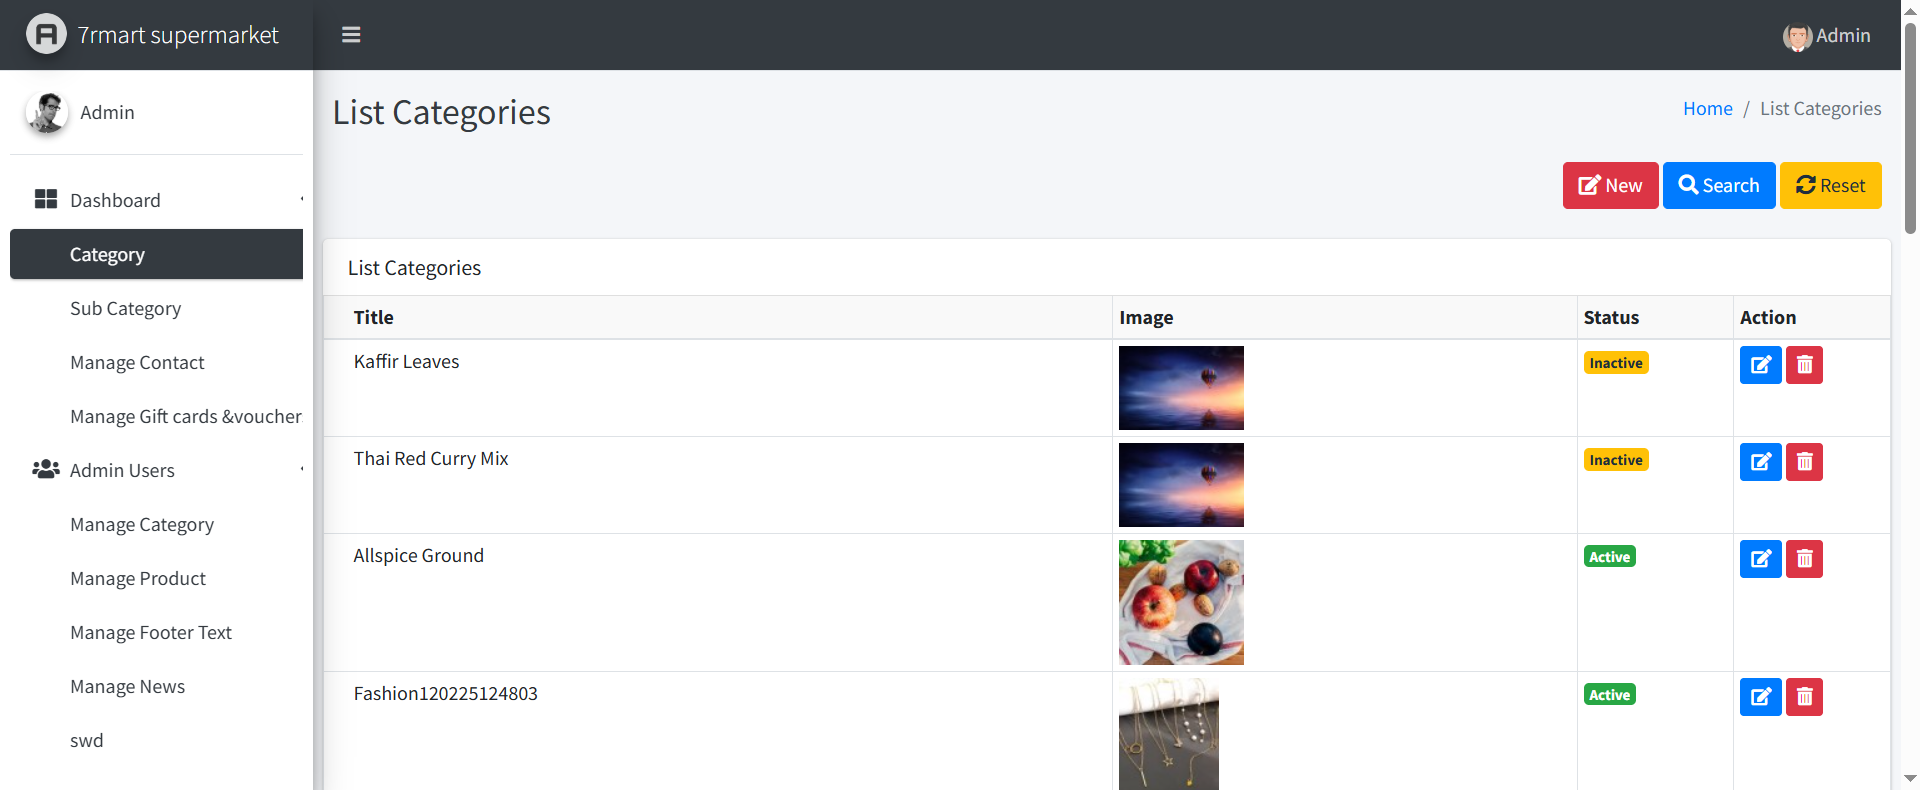 7rmart supermarket
Admin
Admin
Dashboard
Category
Sub Category
Manage Contact
Manage Gift cards &voucher
Admin Users
Manage Category
Manage Product
Manage Footer Text
Manage News
swd
List Categories
Home / List Categories
New Search Reset
List Categories
Title Image Status Action
Kaffir Leaves Inactive
Thai Red Curry Mix Inactive
Allspice Ground Active
Fashion120225124803 Active